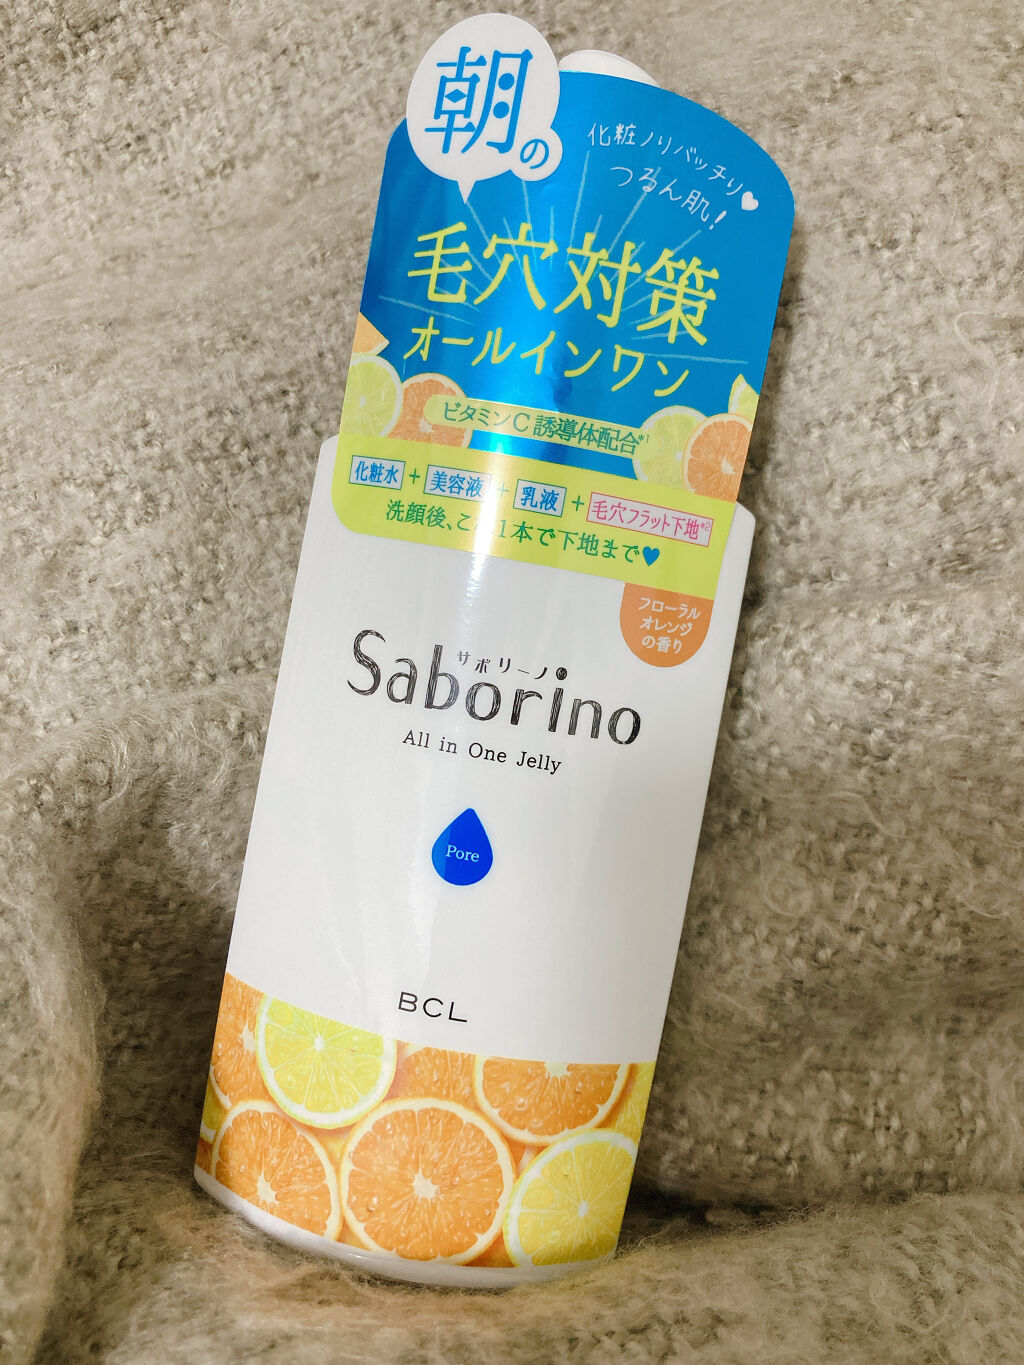 朝の
化粧ノリバッチリ♥
つるん肌!
毛穴対策
オールインワン
ビタミンC誘導体配合*1
化粧水 + 美容液 + 乳液 + 毛穴フラット下地*2
洗顔後、これ1本で下地まで♥
フローラル
オレンジ
の香り
サボリーノ
Saborino
All in One Jelly
Pore
BCL